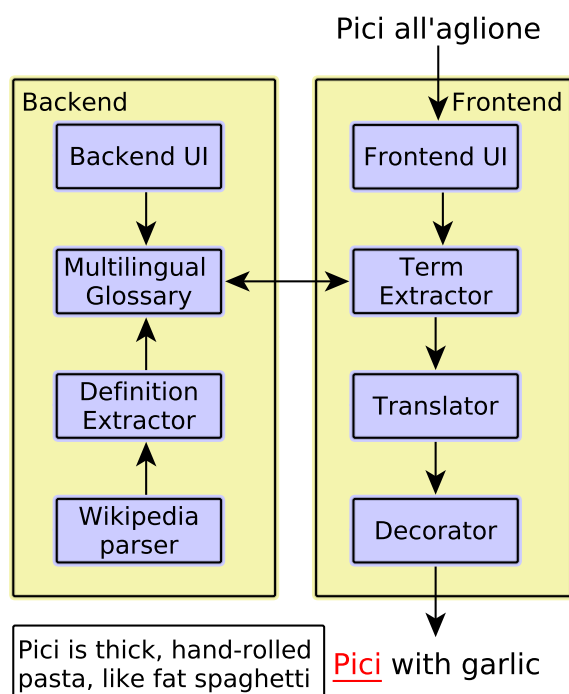 Pici all'aglione
Backend
Frontend
Backend UI
Frontend UI
Multilingual
Glossary
Term
Extractor
Definition
Extractor
Translator
Wikipedia
parser
Decorator
Pici is thick, hand-rolled
pasta, like fat spaghetti
Pici with garlic